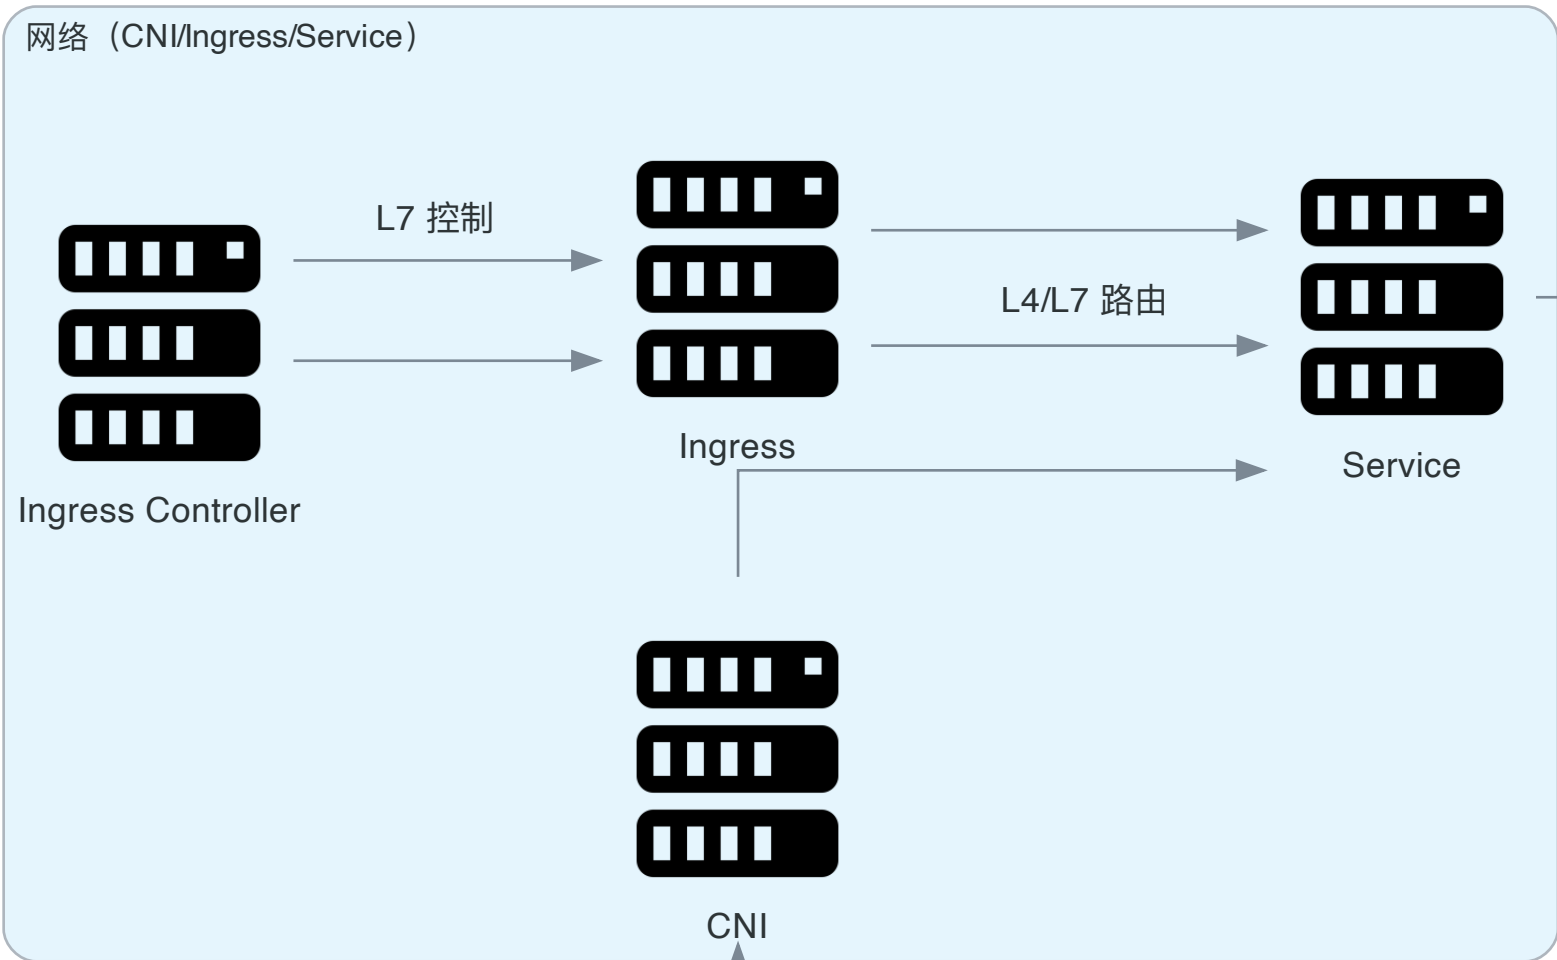 网络（CNI/Ingress/Service）
L7 控制
L4/L7 路由
Ingress
Service
Ingress Controller
CNI